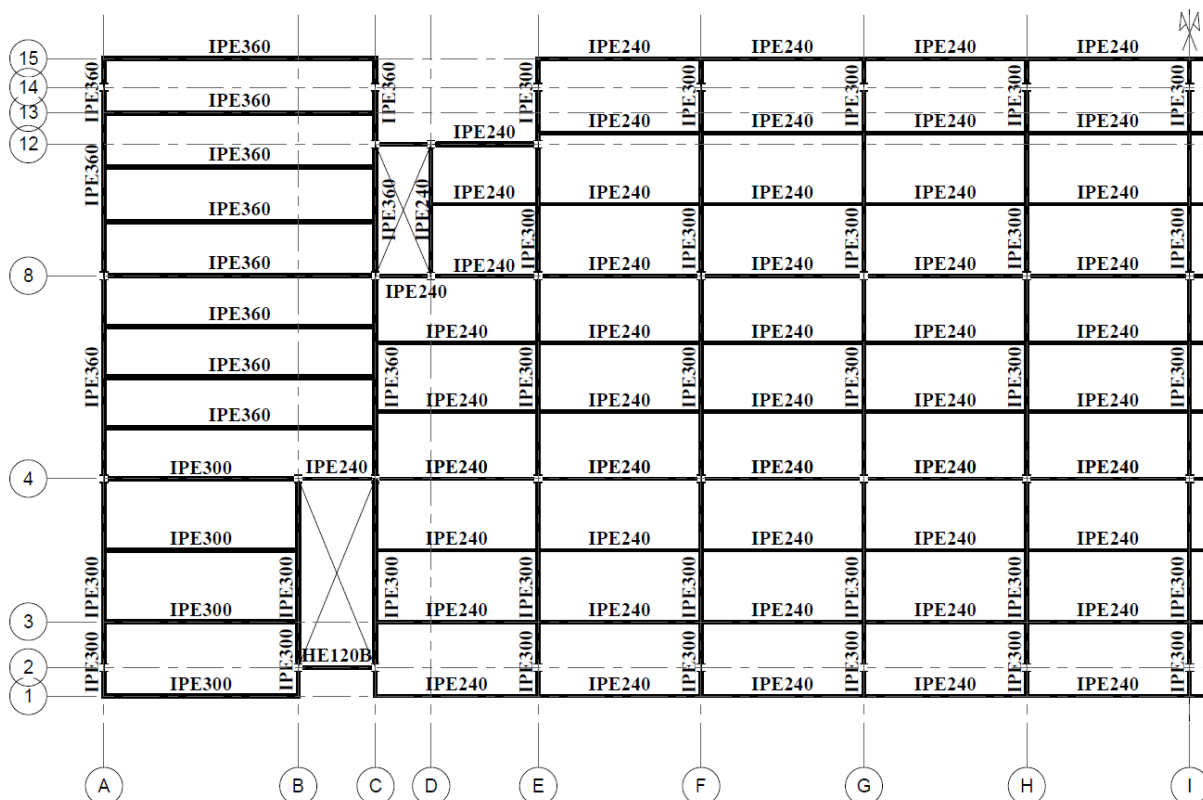 IPE360 IPE240 IPE240 IPE240 IPE240
15
14
IPE360 IPE360 IPE300 IPE300 IPE300 IPE300 IPE300
IPE360
13
IPE240 IPE240 IPE240 IPE240
IPE240
12
IPE360
IPE360
IPE240 IPE240 IPE240 IPE240 IPE240
IPE360
IPE360 IPE240 IPE300 IPE300 IPE300 IPE300 IPE300
IPE360 IPE240 IPE240 IPE240 IPE240 IPE240
8
IPE240
IPE360
IPE240 IPE240 IPE240 IPE240 IPE240
IPE360
IPE360 IPE360 IPE300 IPE300 IPE300 IPE300 IPE300
IPE240 IPE240 IPE240 IPE240 IPE240
IPE360
IPE300 IPE240 IPE240 IPE240 IPE240 IPE240 IPE240
4
IPE300 IPE240 IPE240 IPE240 IPE240 IPE240
IPE300 IPE300 IPE300 IPE300 IPE300 IPE300 IPE300 IPE300
IPE300 IPE240 IPE240 IPE240 IPE240 IPE240
3
HE120B
2
IPE300 IPE300 IPE300 IPE300 IPE300 IPE300 IPE300
IPE300 IPE240 IPE240 IPE240 IPE240 IPE240
1
A B C D E F G H I